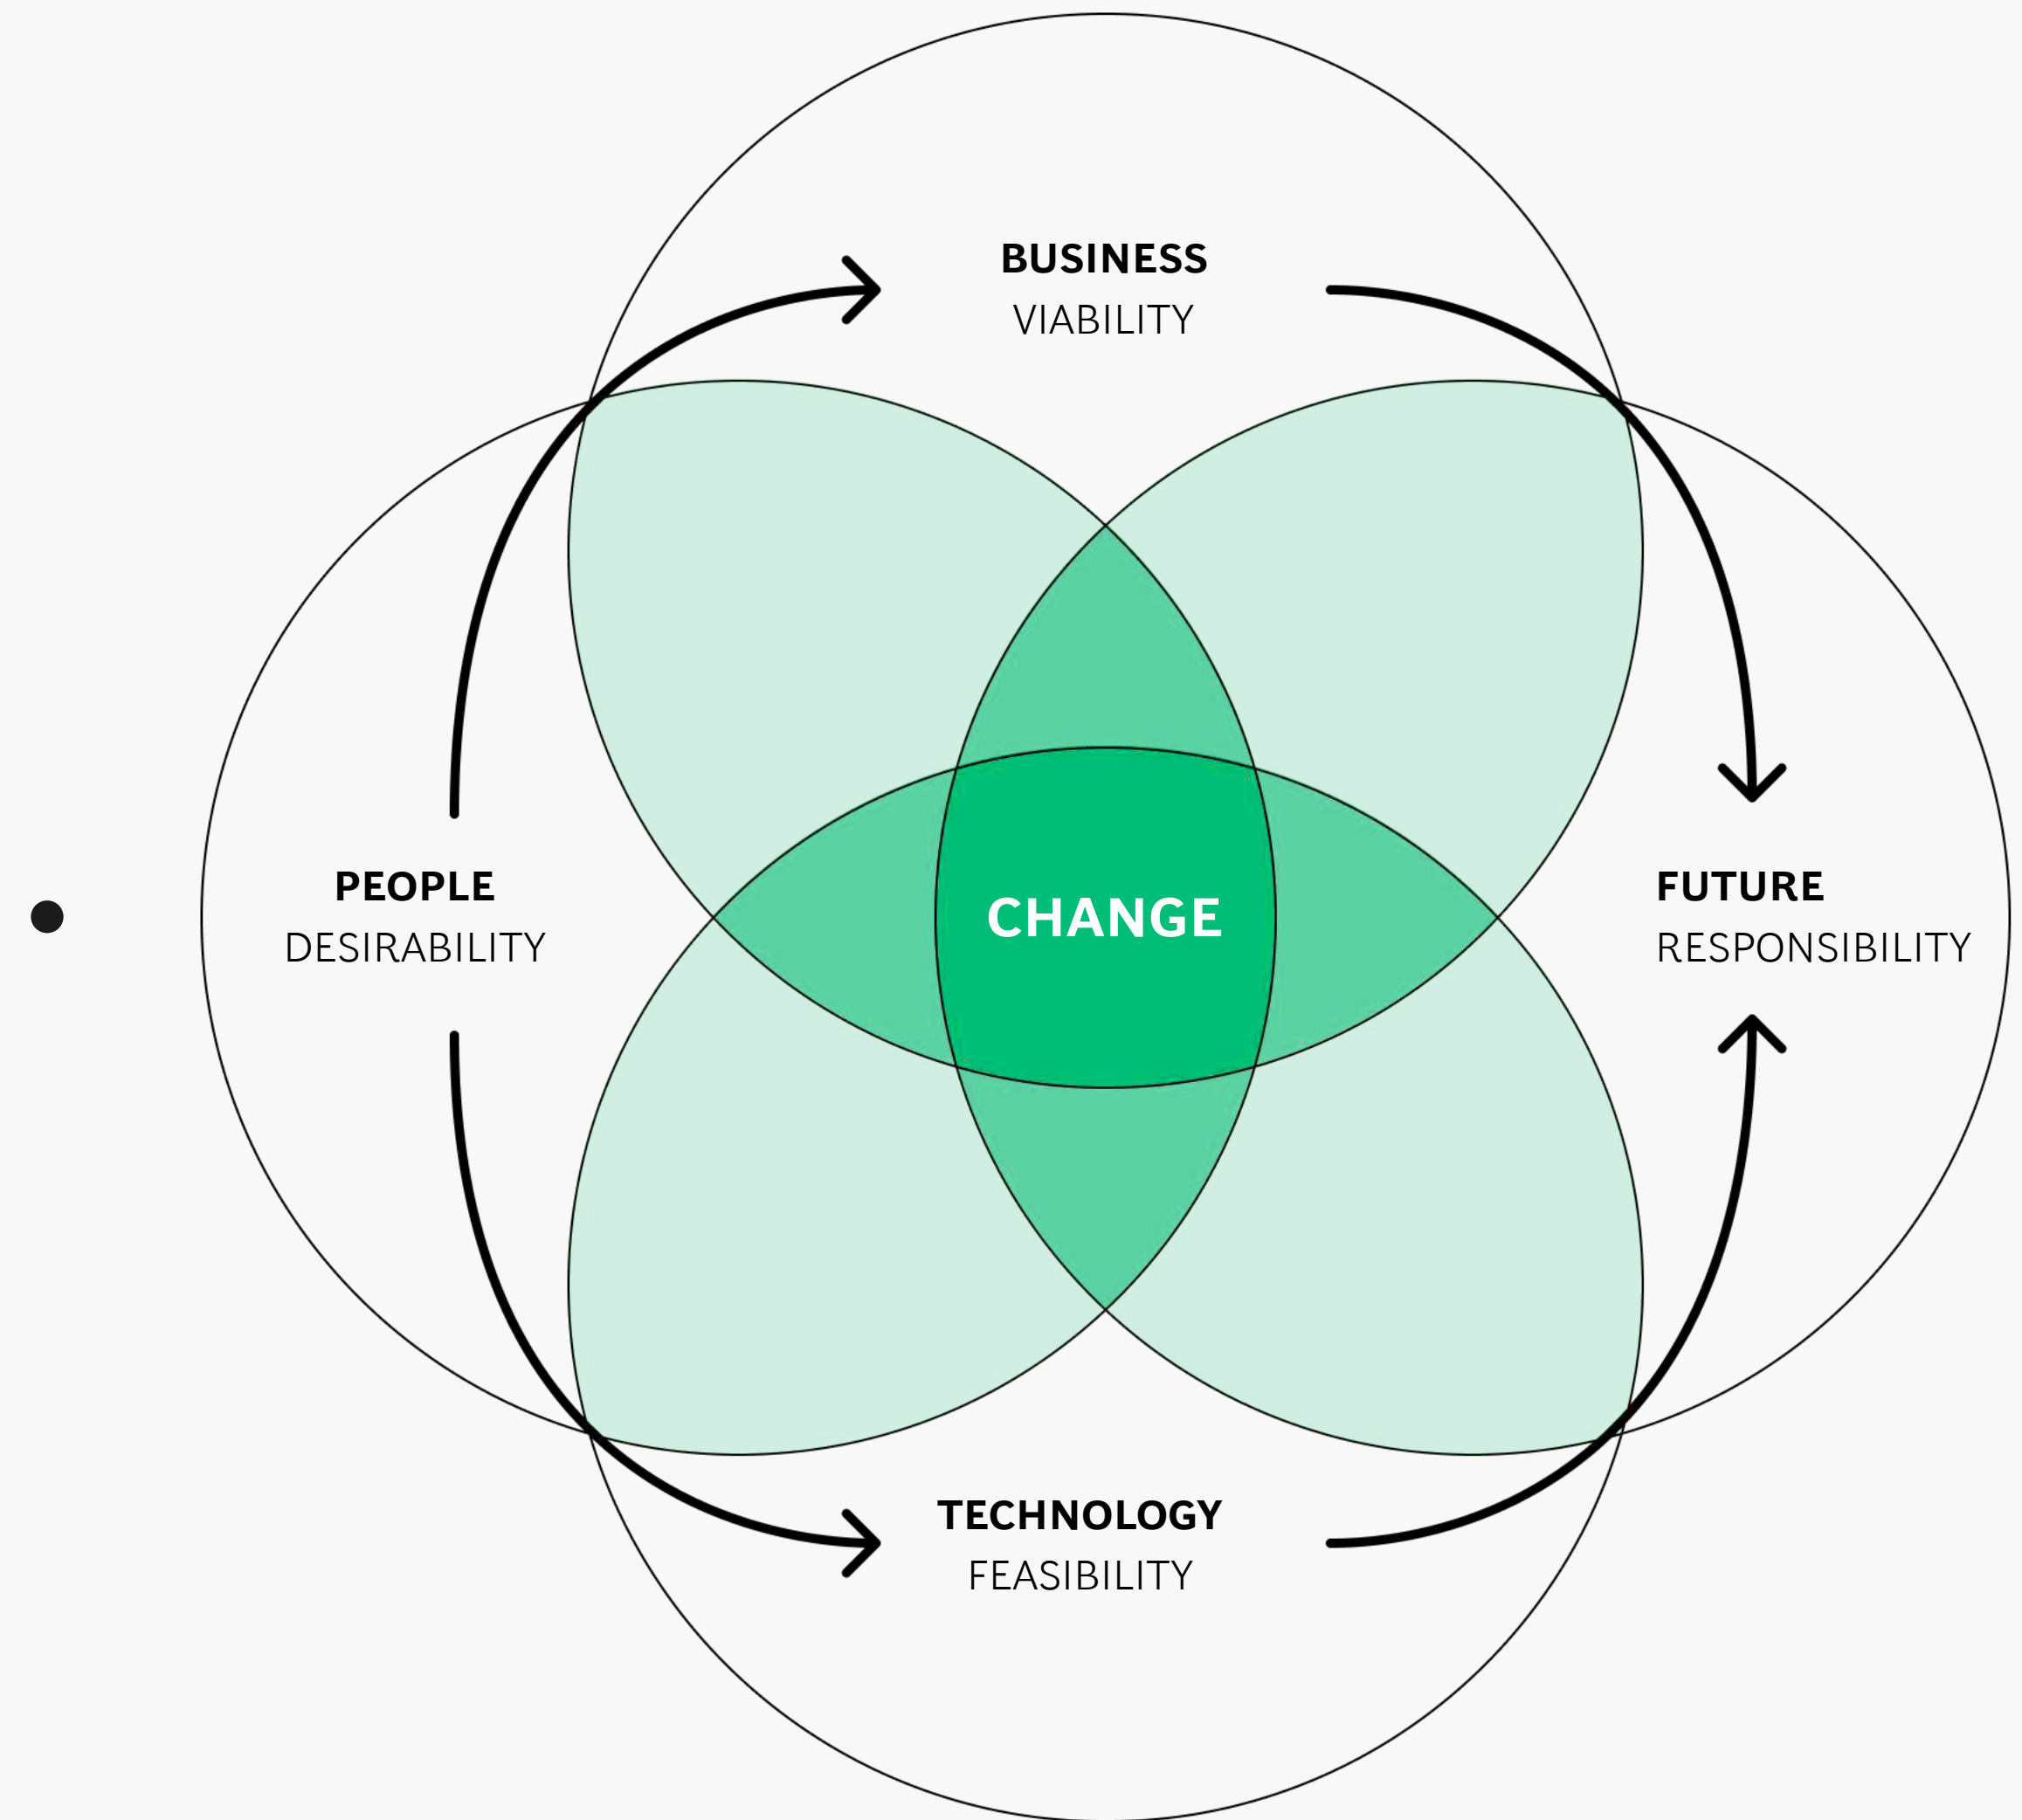 BUSINESS
VIABILITY
PEOPLE
DESIRABILITY
CHANGE
FUTURE
RESPONSIBILITY
TECHNOLOGY
FEASIBILITY